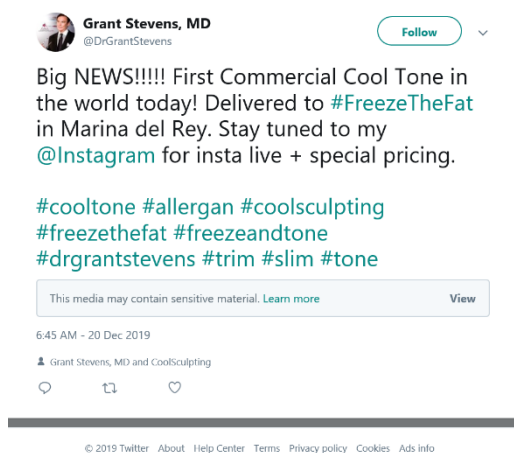 Grant Stevens, MD
@DrGrantStevens
Follow
Big NEWS!!!!! First Commercial Cool Tone in
the world today! Delivered to #FreezeTheFat
in Marina del Rey. Stay tuned to my
@Instagram for insta live + special pricing.
#cooltone #allergan #coolsculpting
#freezethefat #freezeandtone
#drgrantstevens #trim #slim #tone
This media may contain sensitive material. Learn more View
6:45 AM - 20 Dec 2019
Grant Stevens, MD and CoolSculpting
© 2019 Twitter About Help Center Terms Privacy policy Cookies Ads info